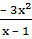 − 3x²
x − 1